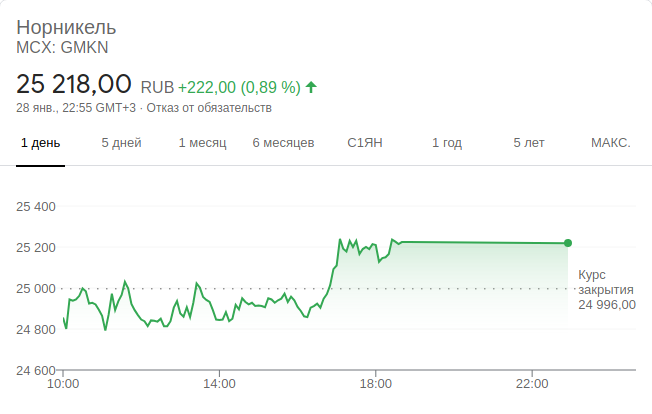 Норникель
MCX: GMKN
25 218,00 RUB +222,00 (0,89 %)
28 янв., 22:55 GMT+3 · Отказ от обязательств
1 день 5 дней 1 месяц 6 месяцев С1ЯН 1 год 5 лет МАКС.
25 400
25 200
25 000
24 800
24 600
Курс
закрытия
24 996,00
10:00 14:00 18:00 22:00